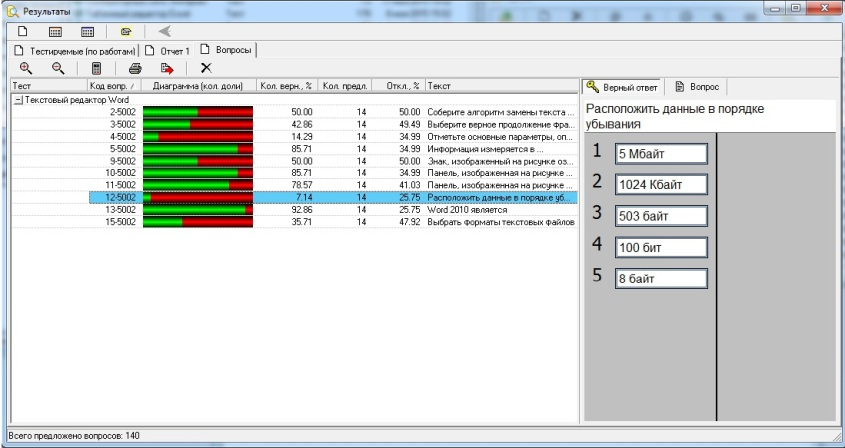 Результаты
Тестируемые (по работам) Отчет 1 Вопросы
Тест Код вопр. / Диаграмма (кол. доли) Кол. верн., % Кол. предл. Откл., % Текст
Текстовый редактор Word
2-5002 50.00 14 50.00 Соберите алгоритм замены текста ...
3-5002 42.86 14 49.49 Выберите верное продолжение фра...
4-5002 14.29 14 34.99 Отметьте основные параметры, оп...
5-5002 85.71 14 34.99 Информация измеряется в ...
9-5002 50.00 14 50.00 Знак, изображенный на рисунке оз...
10-5002 85.71 14 34.99 Панель, изображенная на рисунке ...
11-5002 78.57 14 41.03 Панель, изображенная на рисунке ...
12-5002 7.14 14 25.75 Расположить данные в порядке уб...
13-5002 92.86 14 25.75 Word 2010 является
15-5002 35.71 14 47.92 Выбрать форматы текстовых файлов
Верный ответ Вопрос
Расположить данные в порядке
убывания
1 5 Мбайт
2 1024 Кбайт
3 503 байт
4 100 бит
5 8 байт
Всего предложено вопросов: 140